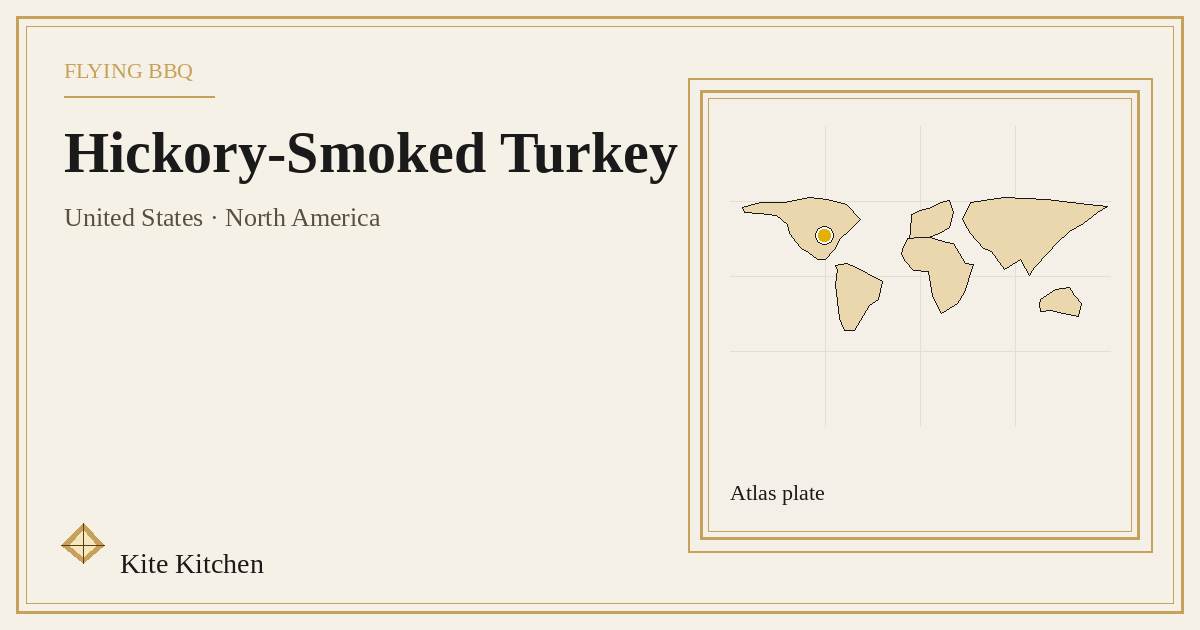 FLYING BBQ
Hickory-Smoked Turkey
United States · North America
Atlas plate
Kite Kitchen